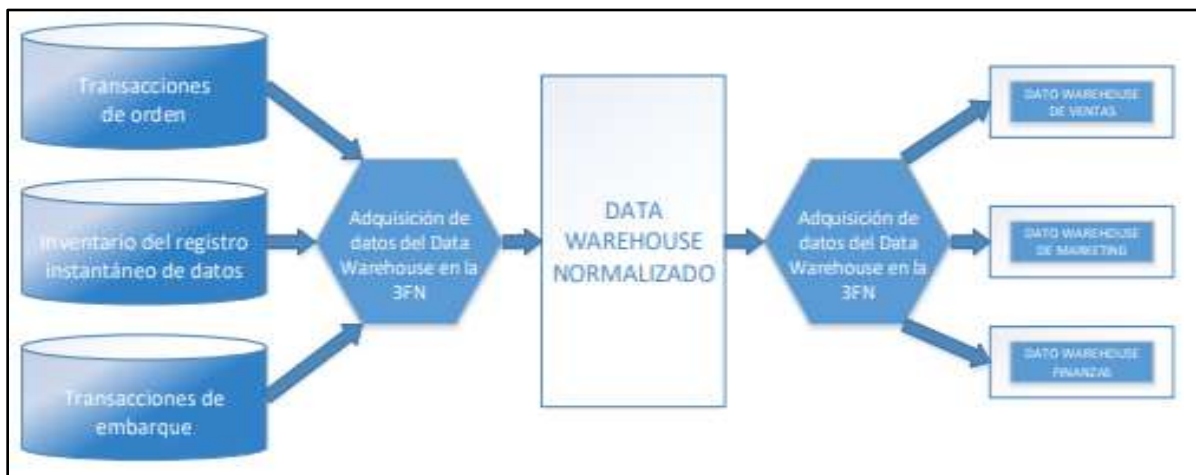 Transacciones
de orden
Inventario del registro
instantáneo de datos
Transacciones de
embarque
Adquisición de
datos del Data
Warehouse en la
3FN
DATA
WAREHOUSE
NORMALIZADO
Adquisición de
datos del Data
Warehouse en la
3FN
DATO WAREHOUSE
DE VENTAS
DATO WAREHOUSE
DE MARKETING
DATO WAREHOUSE
FINANZAS